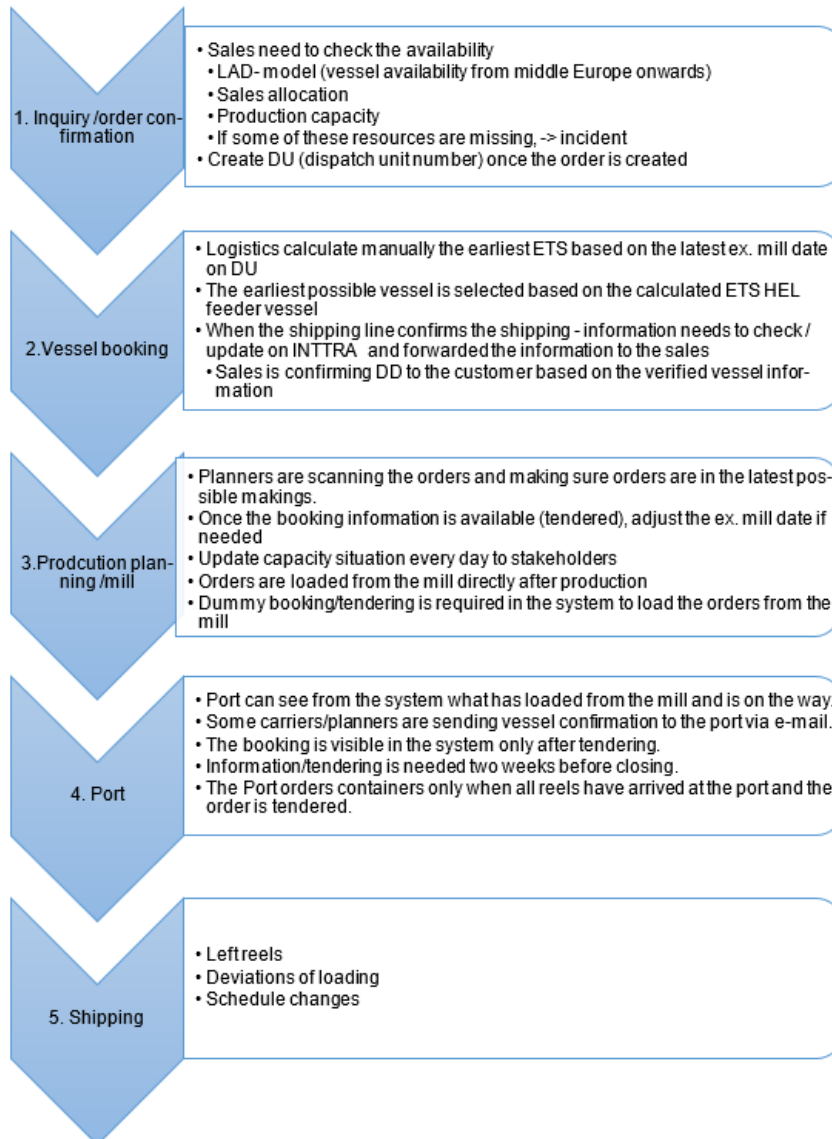 1. Inquiry /order con-
firmation
• Sales need to check the availability
• LAD- model (vessel availability from middle Europe onwards)
• Sales allocation
• Production capacity
• If some of these resources are missing, -> incident
• Create DU (dispatch unit number) once the order is created
2.Vessel booking
• Logistics calculate manually the earliest ETS based on the latest ex. mill date
on DU
• The earliest possible vessel is selected based on the calculated ETS HEL
feeder vessel
• When the shipping line confirms the shipping - information needs to check /
update on INTTRA and forwarded the information to the sales
• Sales is confirming DD to the customer based on the verified vessel infor-
mation
3.Prodcution plan-
ning /mill
• Planners are scanning the orders and making sure orders are in the latest pos-
sible makings.
• Once the booking information is available (tendered), adjust the ex. mill date if
needed
• Update capacity situation every day to stakeholders
• Orders are loaded from the mill directly after production
• Dummy booking/tendering is required in the system to load the orders from the
mill
4. Port
• Port can see from the system what has loaded from the mill and is on the way.
• Some carriers/planners are sending vessel confirmation to the port via e-mail.
• The booking is visible in the system only after tendering.
• Information/tendering is needed two weeks before closing.
• The Port orders containers only when all reels have arrived at the port and the
order is tendered.
5. Shipping
• Left reels
• Deviations of loading
• Schedule changes